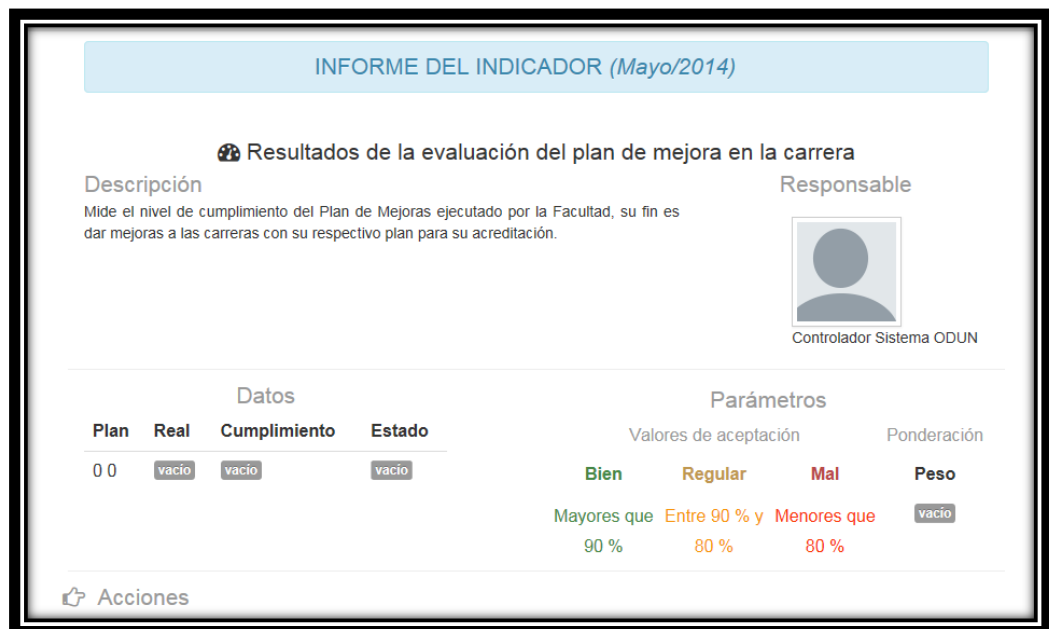 INFORME DEL INDICADOR (Mayo/2014)
Resultados de la evaluación del plan de mejora en la carrera
Descripción
Mide el nivel de cumplimiento del Plan de Mejoras ejecutado por la Facultad, su fin es
dar mejoras a las carreras con su respectivo plan para su acreditación.
Responsable
Controlador Sistema ODUN
Datos
Plan Real Cumplimiento Estado
0 0 vacío vacío vacío
Parámetros
Valores de aceptación Ponderación
Bien Regular Mal Peso
Mayores que Entre 90 % y Menores que vacío
90 % 80 % 80 %
Acciones